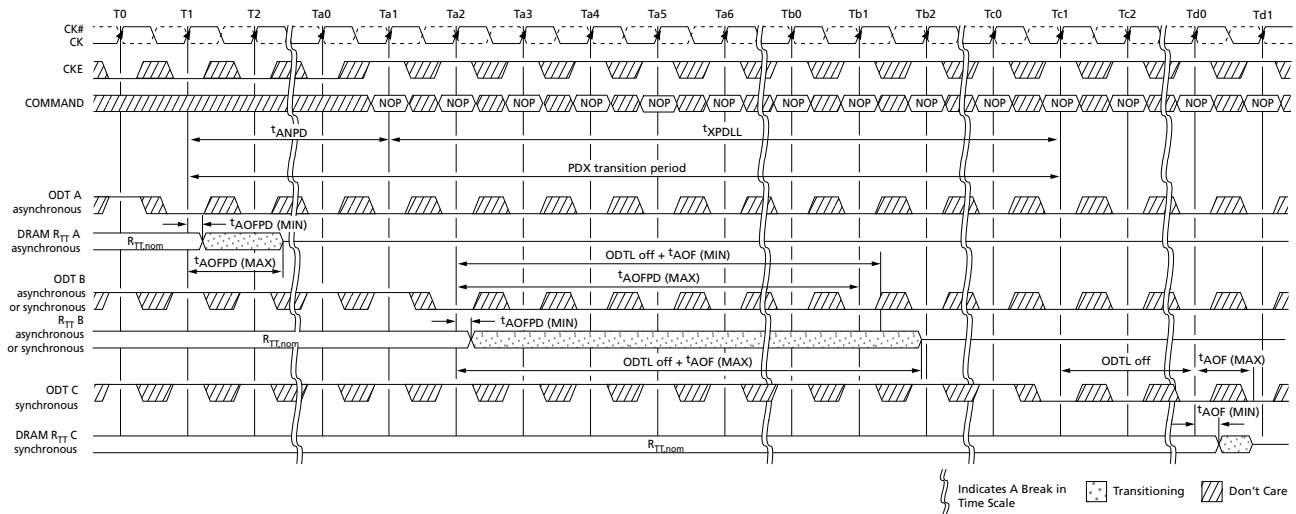 T0 T1 T2 Ta0 Ta1 Ta2 Ta3 Ta4 Ta5 Ta6 Tb0 Tb1 Tb2 Tc0 Tc1 Tc2 Td0 Td1
CK#
CK
CKE
COMMAND
NOP NOP NOP NOP NOP NOP NOP NOP NOP NOP NOP NOP NOP NOP
tANPD
tXPDLL
PDX transition period
ODT A
asynchronous
tAOFPD (MIN)
DRAM RTT A
asynchronous
RTT,nom
tAOFPD (MAX)
ODTL off + tAOF (MIN)
tAOFPD (MAX)
ODT B
asynchronous
or synchronous
tAOFPD (MIN)
RTT B
asynchronous
or synchronous
RTT,nom
ODTL off + tAOF (MAX)
ODTL off
tAOF (MAX)
ODT C
synchronous
tAOF (MIN)
DRAM RTT C
synchronous
RTT,nom
Indicates A Break in
Time Scale
Transitioning
Don't Care